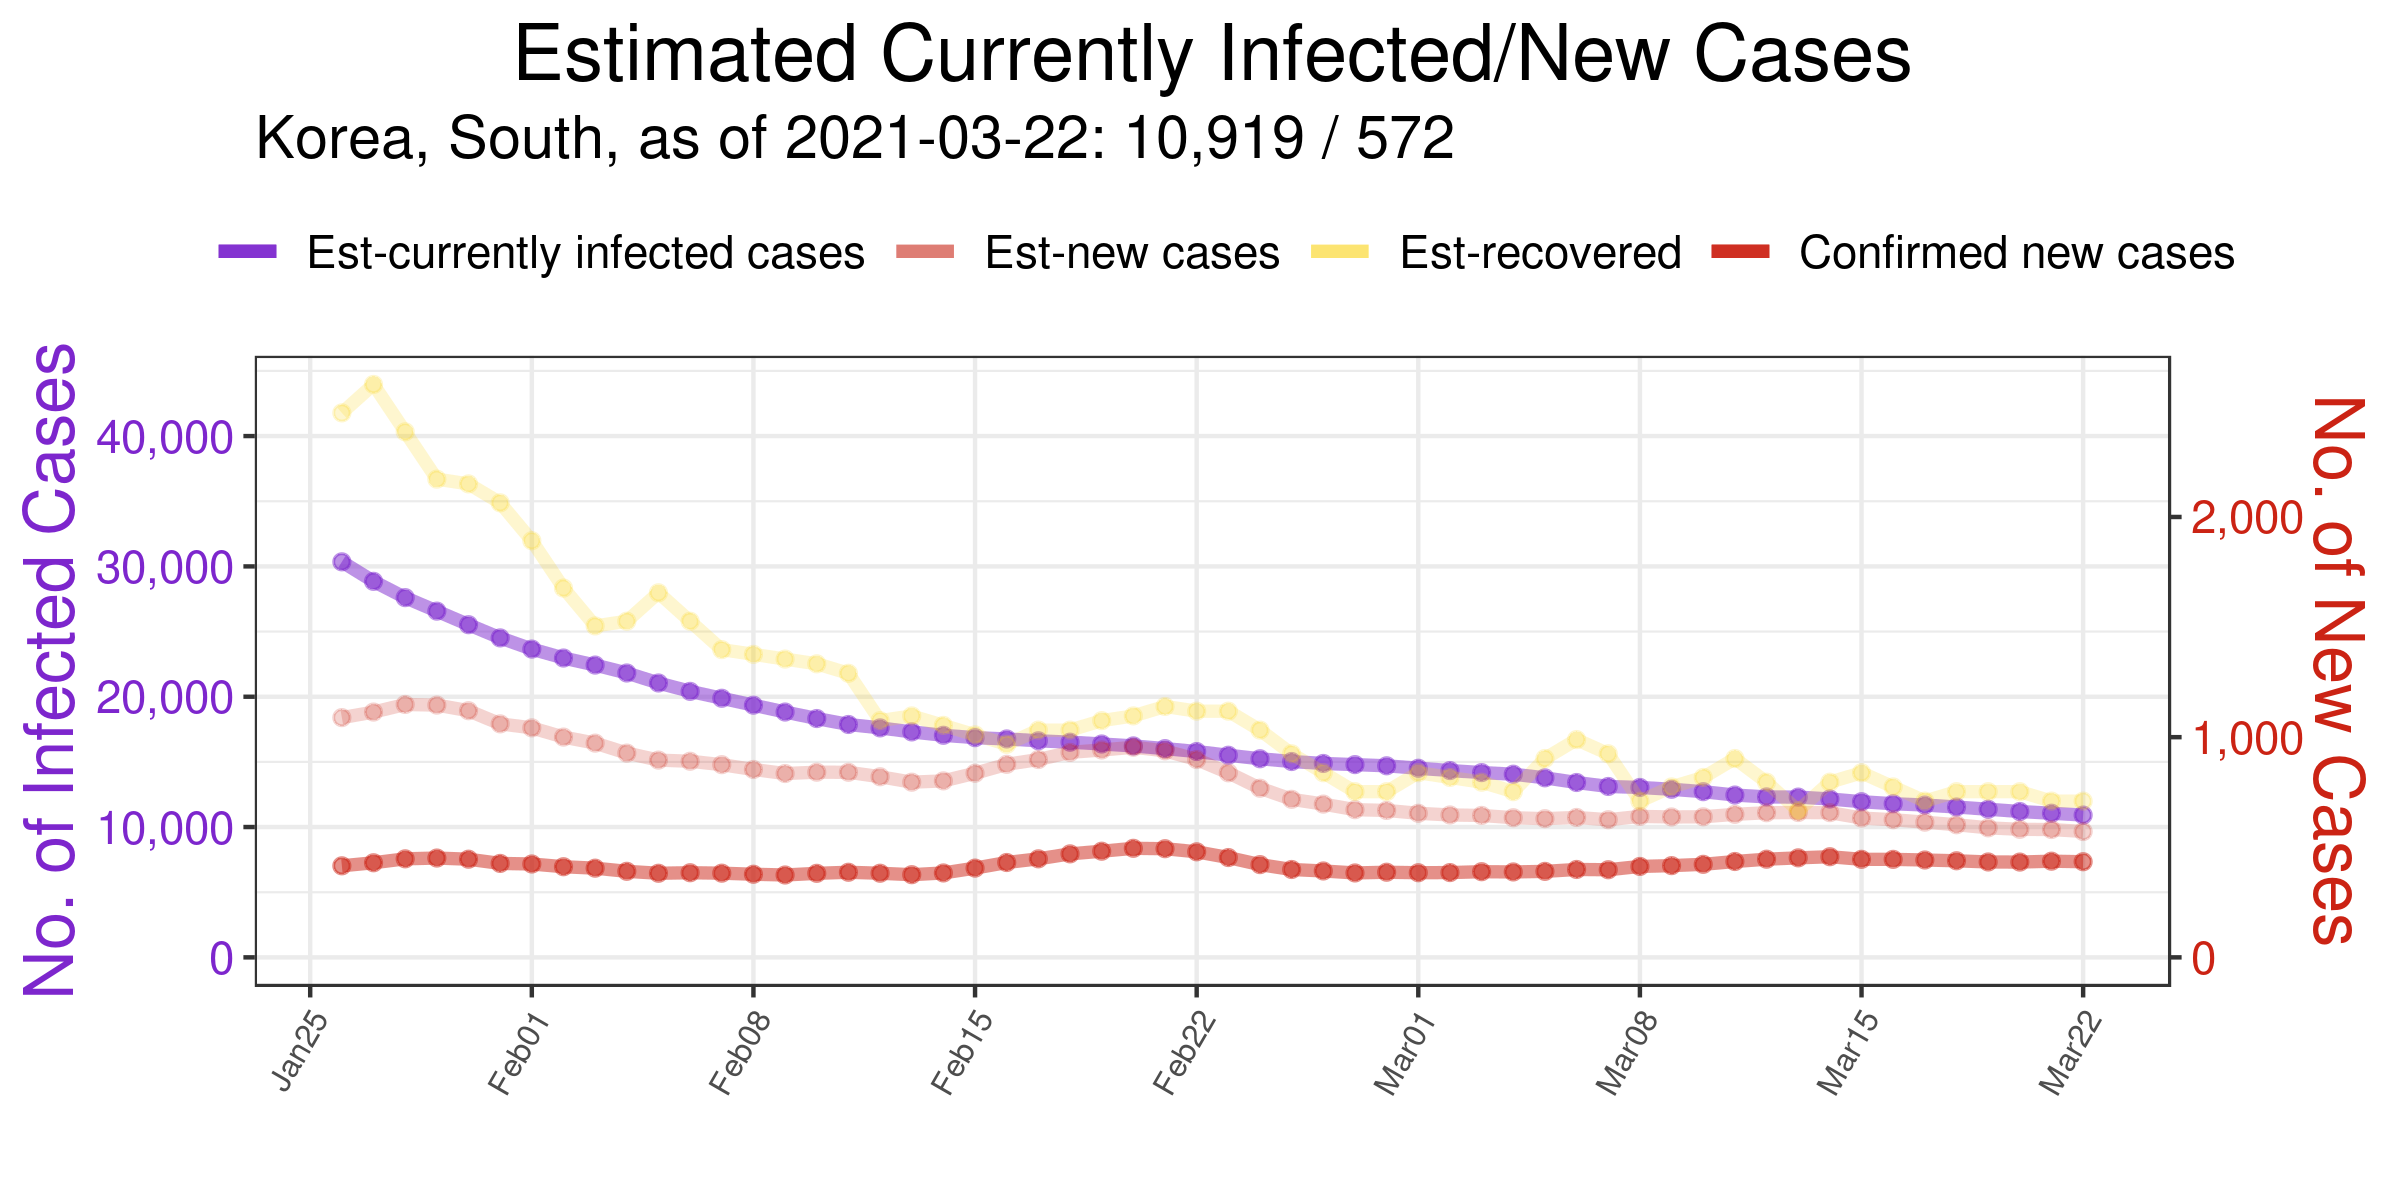 Estimated Currently Infected/New Cases
Korea, South, as of 2021-03-22: 10,919 / 572
Est-currently infected cases Est-new cases Est-recovered Confirmed new cases
No. of Infected Cases
40,000
30,000
20,000
10,000
0
2,000
1,000
0
No. of New Cases
Jan25 Feb01 Feb08 Feb15 Feb22 Mar01 Mar08 Mar15 Mar22